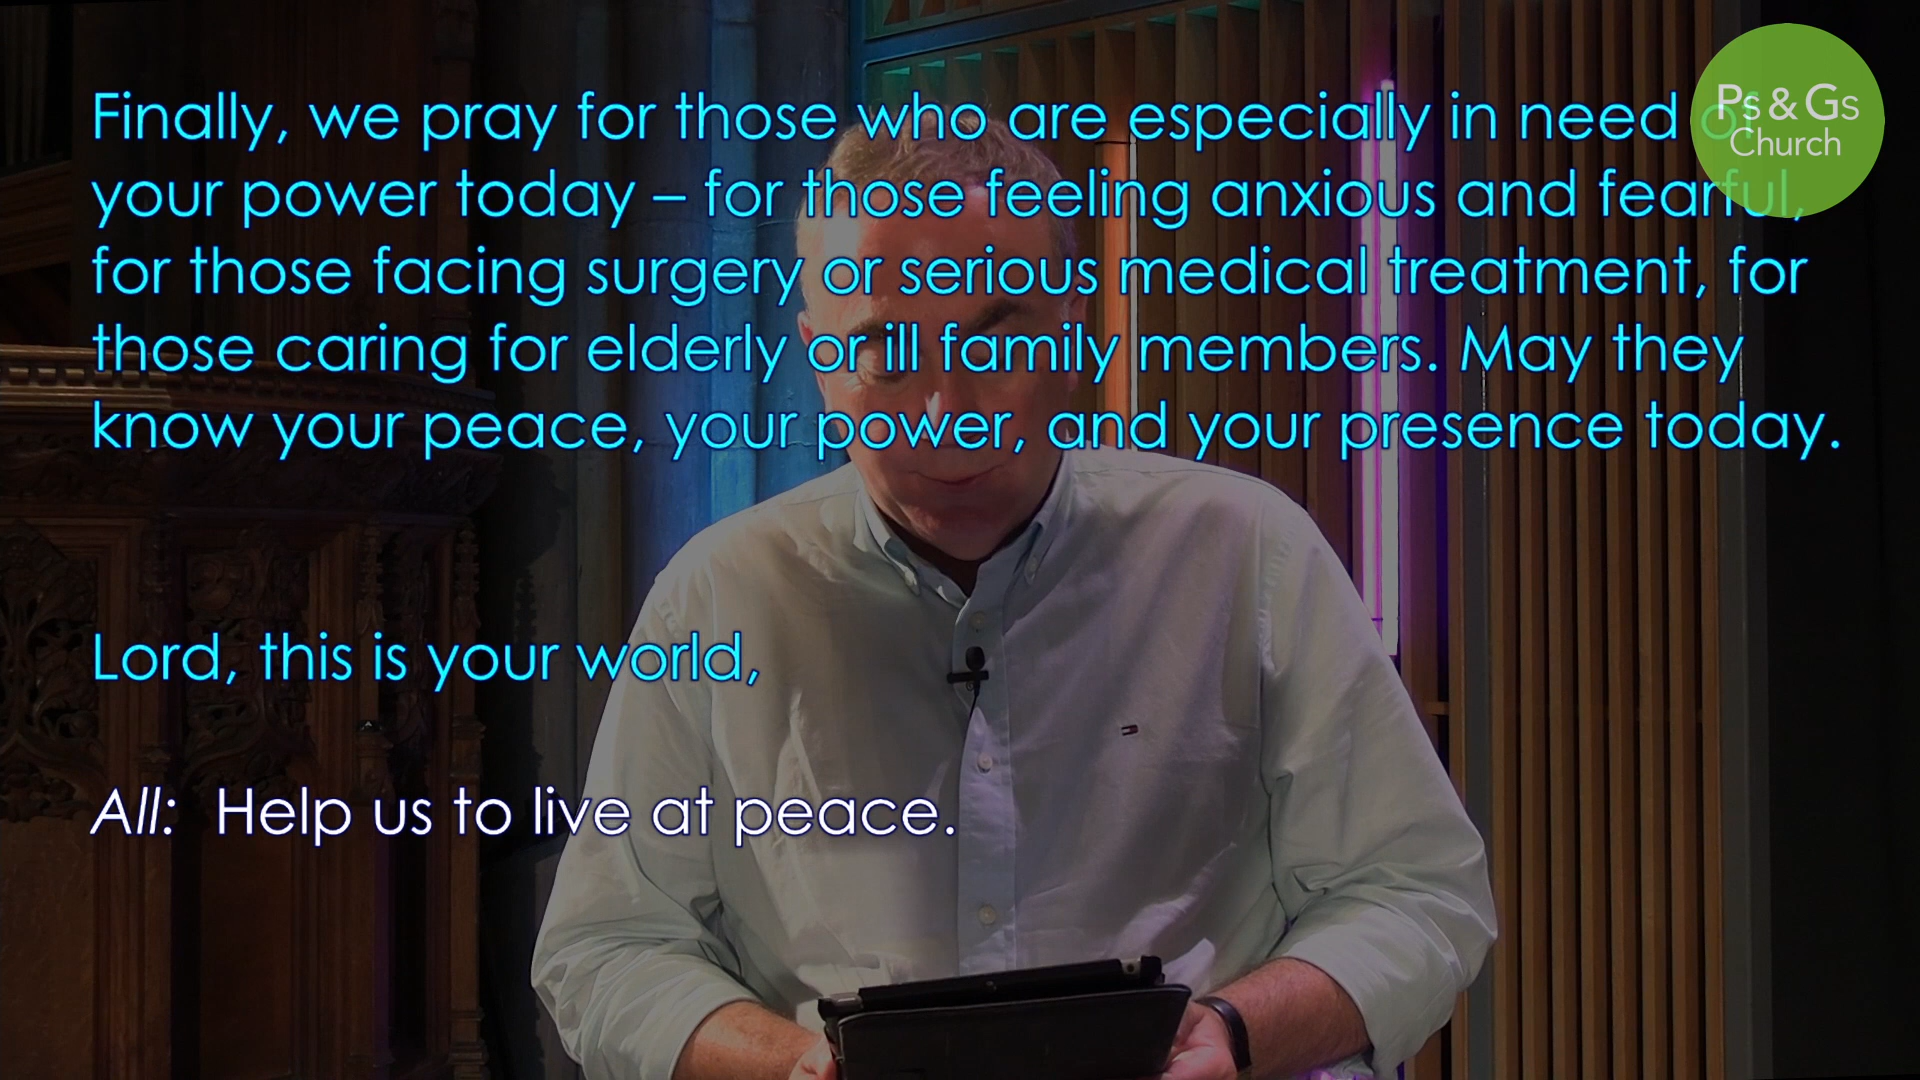 Finally, we pray for those who are especially in need of
your power today – for those feeling anxious and fearful,
for those facing surgery or serious medical treatment, for
those caring for elderly or ill family members. May they
know your peace, your power, and your presence today.
Lord, this is your world,
All: Help us to live at peace.
Ps & Gs
Church